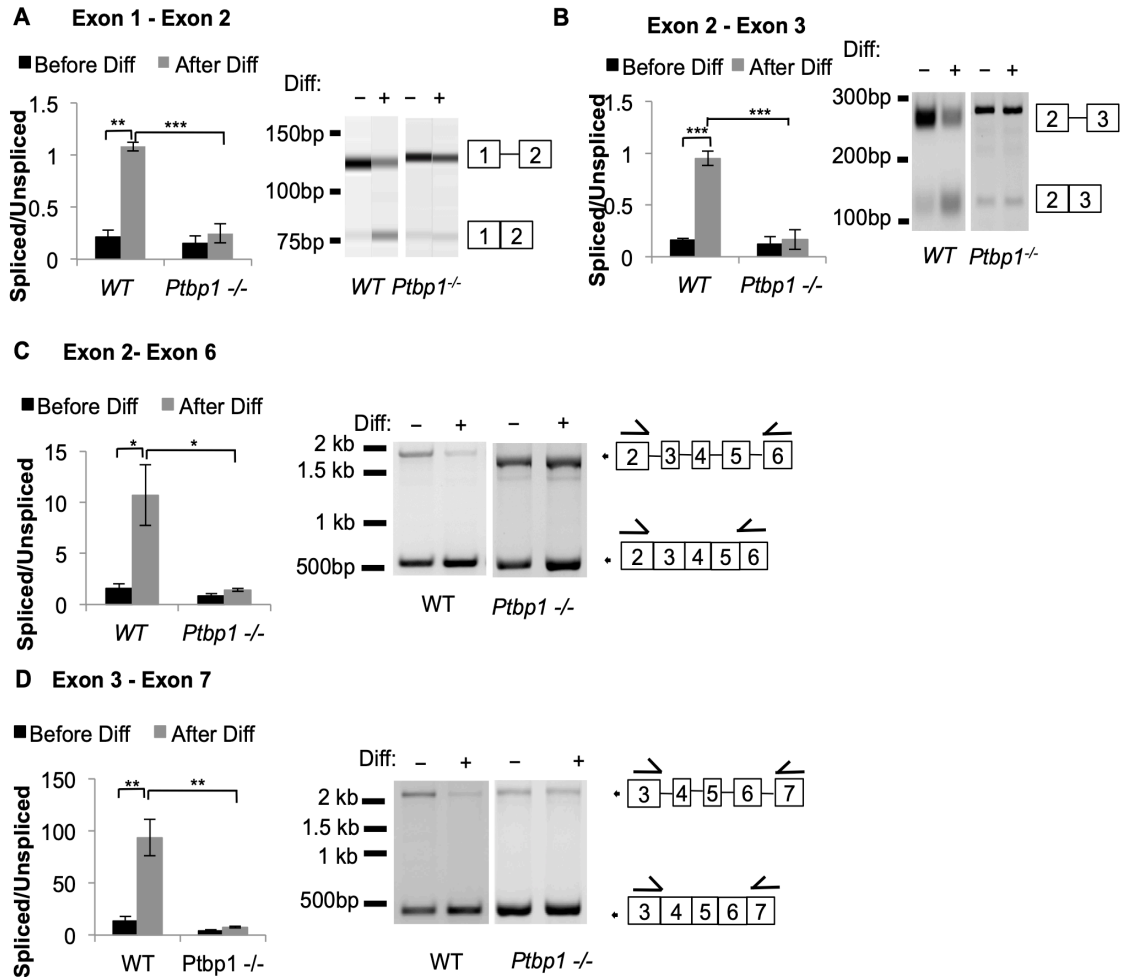 A Exon 1 - Exon 2
Before Diff After Diff
Spliced/Unspliced
1.5
1
0.5
0
** ***
WT Ptbp1 -/-
Diff:
– + – +
150bp
100bp
75bp
1 2
1 2
WT Ptbp1-/-
B Exon 2 - Exon 3
Before Diff After Diff
Spliced/Unspliced
1.5
1
0.5
0
*** ***
WT Ptbp1 -/-
Diff:
– + – +
300bp
200bp
100bp
2 3
2 3
WT Ptbp1-/-
C Exon 2- Exon 6
Before Diff After Diff
Spliced/Unspliced
15
10
5
0
* *
WT Ptbp1 -/-
Diff: – + – +
2 kb
1.5 kb
1 kb
500bp
2 3 4 5 6
2 3 4 5 6
WT Ptbp1 -/-
D Exon 3 - Exon 7
Before Diff After Diff
Spliced/Unspliced
150
100
50
0
** **
WT Ptbp1 -/-
Diff: – + – +
2 kb
1.5 kb
1 kb
500bp
3 4 5 6 7
3 4 5 6 7
WT Ptbp1 -/-